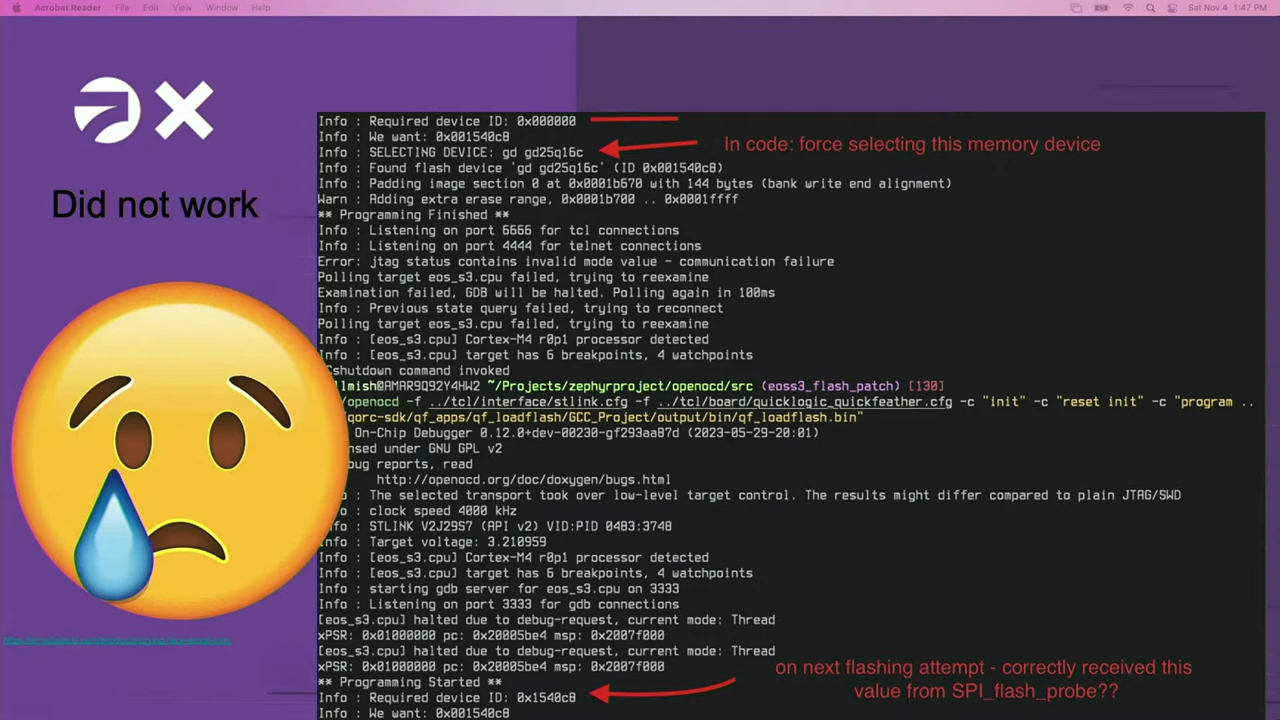 Acrobat Reader File Edit View Window Help
Sat Nov 4 1:47 PM
Did not work
Info : Required device ID: 0x000000
Info : We want: 0x001540c8
Info : SELECTING DEVICE: gd gd25q16c
In code: force selecting this memory device
Info : Found flash device 'gd gd25q16c' (ID 0x001540c8)
Info : Padding image section 0 at 0x0001b670 with 144 bytes (bank write end alignment)
Warn : Adding extra erase range, 0x0001b700 .. 0x0001ffff
** Programming Finished **
Info : Listening on port 6666 for tcl connections
Info : Listening on port 4444 for telnet connections
Error: jtag status contains invalid mode value - communication failure
Polling target eos_s3.cpu failed, trying to reexamine
Examination failed, GDB will be halted. Polling again in 100ms
Info : Previous state query failed, trying to reconnect
Polling target eos_s3.cpu failed, trying to reexamine
Info : [eos_s3.cpu] Cortex-M4 r0p1 processor detected
Info : [eos_s3.cpu] target has 6 breakpoints, 4 watchpoints
Cshutdown command invoked
llmish@AMAR9Q92Y4HW2 ~/Projects/zephyrproject/openocd/src (eoss3_flash_patch) [130]
/openocd -f ../tcl/interface/stlink.cfg -f ../tcl/board/quicklogic_quickfeather.cfg -c "init" -c "reset init" -c "program ..
qorc-sdk/qf_apps/qf_loadflash/GCC_Project/output/bin/qf_loadflash.bin"
On-Chip Debugger 0.12.0+dev-00230-gf293aa87d (2023-05-29-20:01)
nsed under GNU GPL v2
ug reports, read
http://openocd.org/doc/doxygen/bugs.html
o : The selected transport took over low-level target control. The results might differ compared to plain JTAG/SWD
o : clock speed 4000 kHz
nfo : STLINK V2J29S7 (API v2) VID:PID 0483:3748
nfo : Target voltage: 3.210959
nfo : [eos_s3.cpu] Cortex-M4 r0p1 processor detected
nfo : [eos_s3.cpu] target has 6 breakpoints, 4 watchpoints
Info : starting gdb server for eos_s3.cpu on 3333
Info : Listening on port 3333 for gdb connections
[eos_s3.cpu] halted due to debug-request, current mode: Thread
xPSR: 0x01000000 pc: 0x20005be4 msp: 0x2007f000
[eos_s3.cpu] halted due to debug-request, current mode: Thread
xPSR: 0x01000000 pc: 0x20005be4 msp: 0x2007f000
** Programming Started **
Info : Required device ID: 0x1540c8
Info : We want: 0x001540c8
on next flashing attempt - correctly received this
value from SPI_flash_probe??